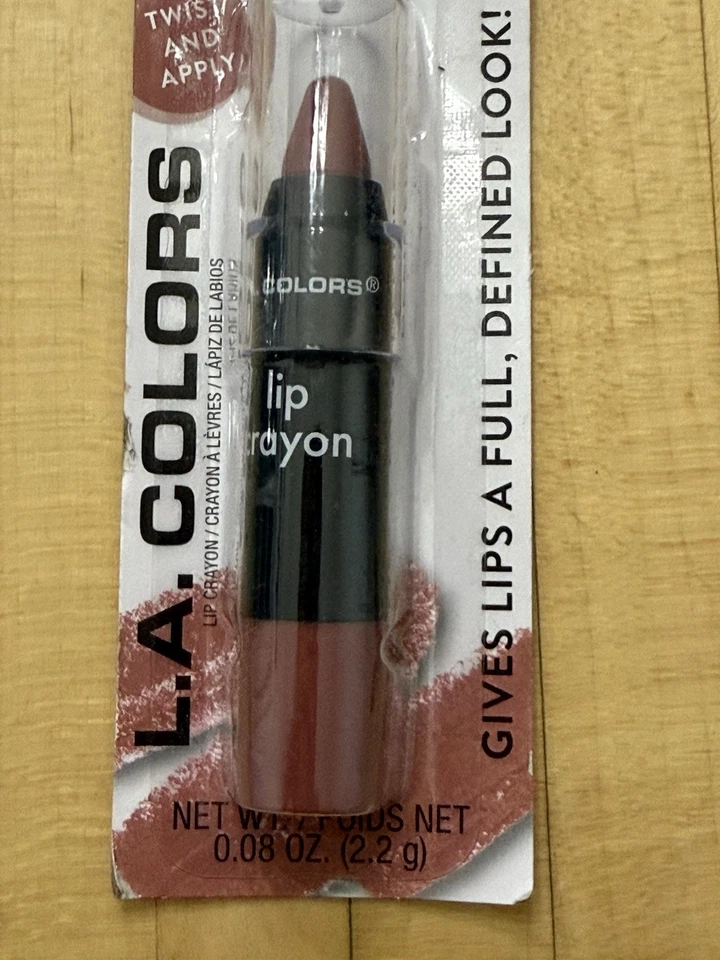 TWIST
AND
APPLY
L.A. COLORS
LIP CRAYON / CRAYON À LÈVRES / LÁPIZ DE LABIOS
COLORS®
lip
crayon
GIVES LIPS A FULL, DEFINED LOOK!
NET WT. / POIDS NET
0.08 OZ. (2.2 g)